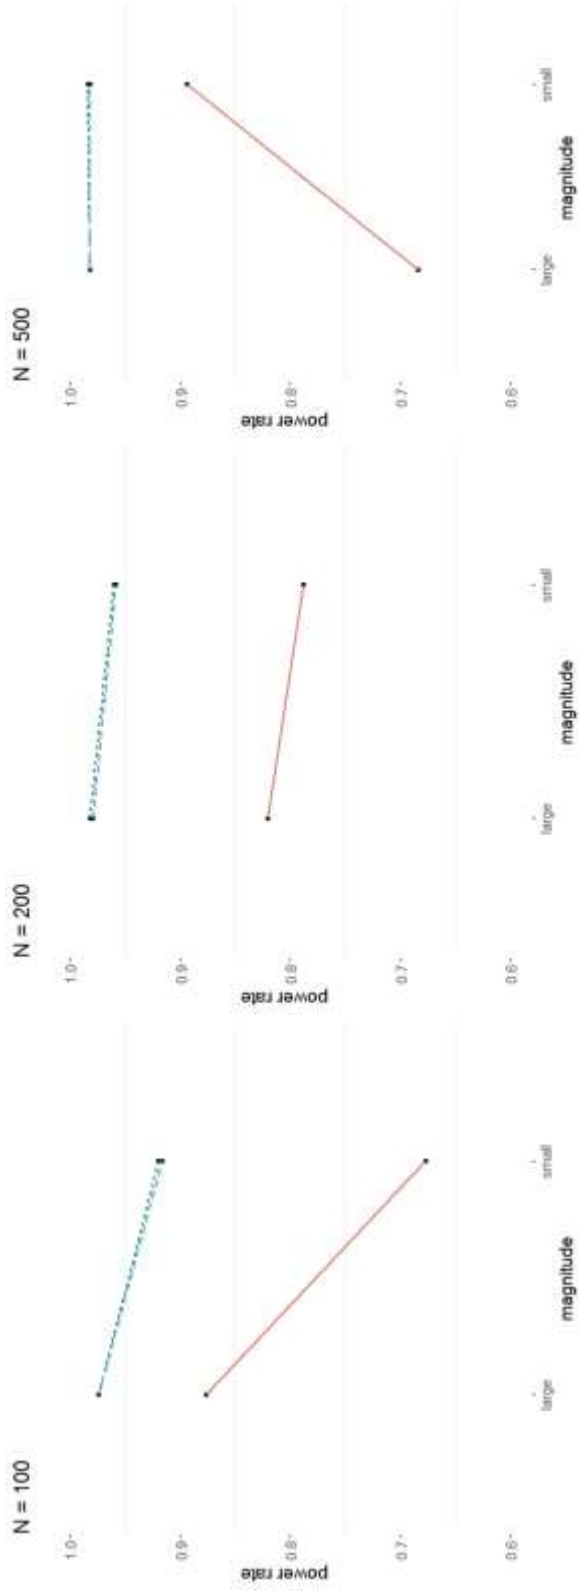 N = 100
1.0
0.9
0.8
0.7
0.6
power rate
large
small
magnitude
N = 200
1.0
0.9
0.8
0.7
0.6
power rate
large
small
magnitude
N = 500
1.0
0.9
0.8
0.7
0.6
power rate
large
small
magnitude